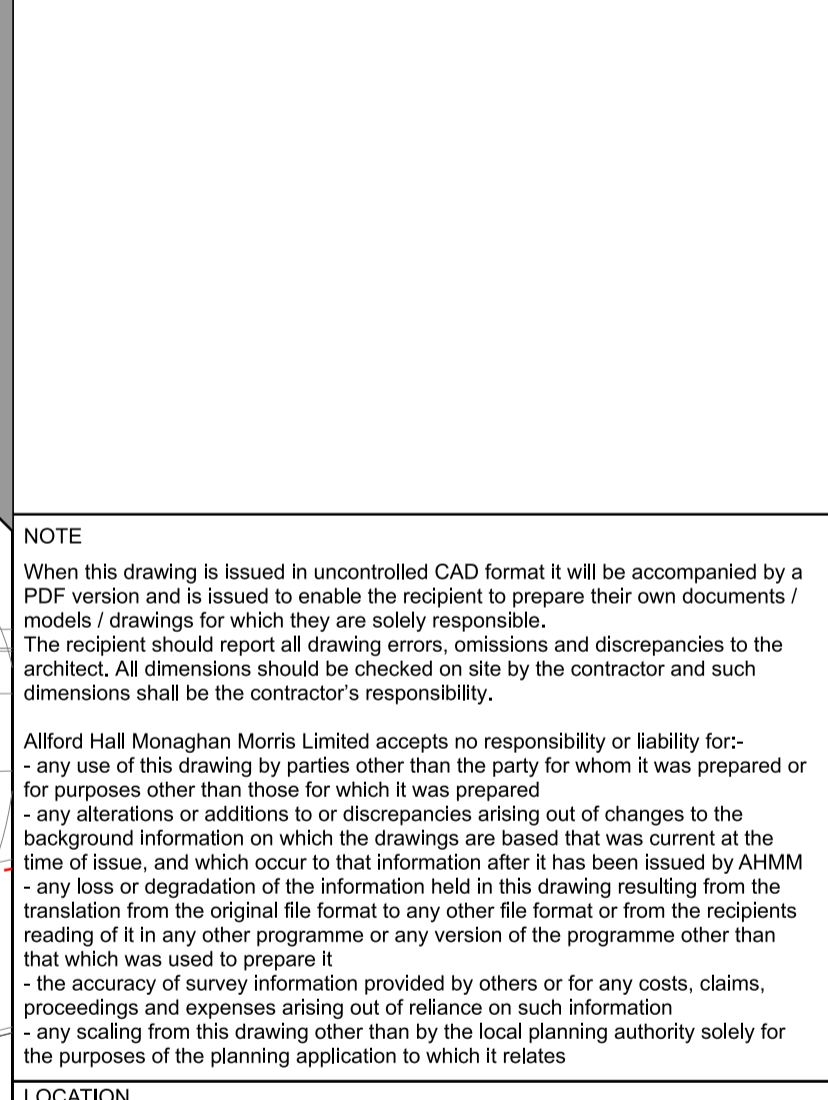 NOTE
When this drawing is issued in uncontrolled CAD format it will be accompanied by a
PDF version and is issued to enable the recipient to prepare their own documents /
models / drawings for which they are solely responsible.
The recipient should report all drawing errors, omissions and discrepancies to the
architect. All dimensions should be checked on site by the contractor and such
dimensions shall be the contractor’s responsibility.
Allford Hall Monaghan Morris Limited accepts no responsibility or liability for:-
- any use of this drawing by parties other than the party for whom it was prepared or
for purposes other than those for which it was prepared
- any alterations or additions to or discrepancies arising out of changes to the
background information on which the drawings are based that was current at the
time of issue, and which occur to that information after it has been issued by AHMM
- any loss or degradation of the information held in this drawing resulting from the
translation from the original file format to any other file format or from the recipients
reading of it in any other programme or any version of the programme other than
that which was used to prepare it
- the accuracy of survey information provided by others or for any costs, claims,
proceedings and expenses arising out of reliance on such information
- any scaling from this drawing other than by the local planning authority solely for
the purposes of the planning application to which it relates
LOCATION